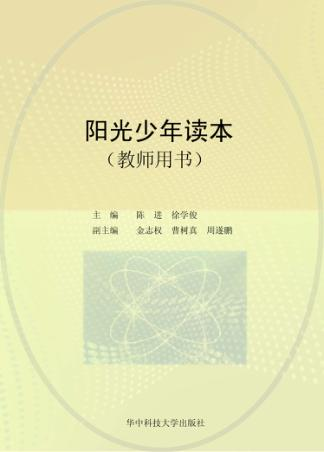 阳光少年读本
（教师用书）
主 编 陈 进 徐学俊
副主编 金志权 曹树真 周遂鹏
华中科技大学出版社